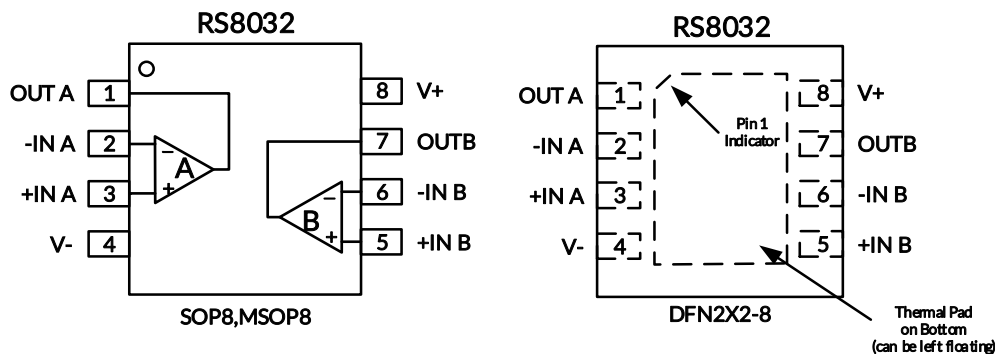 RS8032
OUT A 1
8 V+
-IN A 2
7 OUTB
− A +
+IN A 3
6 -IN B
− B +
V- 4
5 +IN B
SOP8,MSOP8
RS8032
OUT A 1
8 V+
Pin 1
Indicator
-IN A 2
7 OUTB
+IN A 3
6 -IN B
V- 4
5 +IN B
DFN2X2-8
Thermal Pad
on Bottom
(can be left floating)